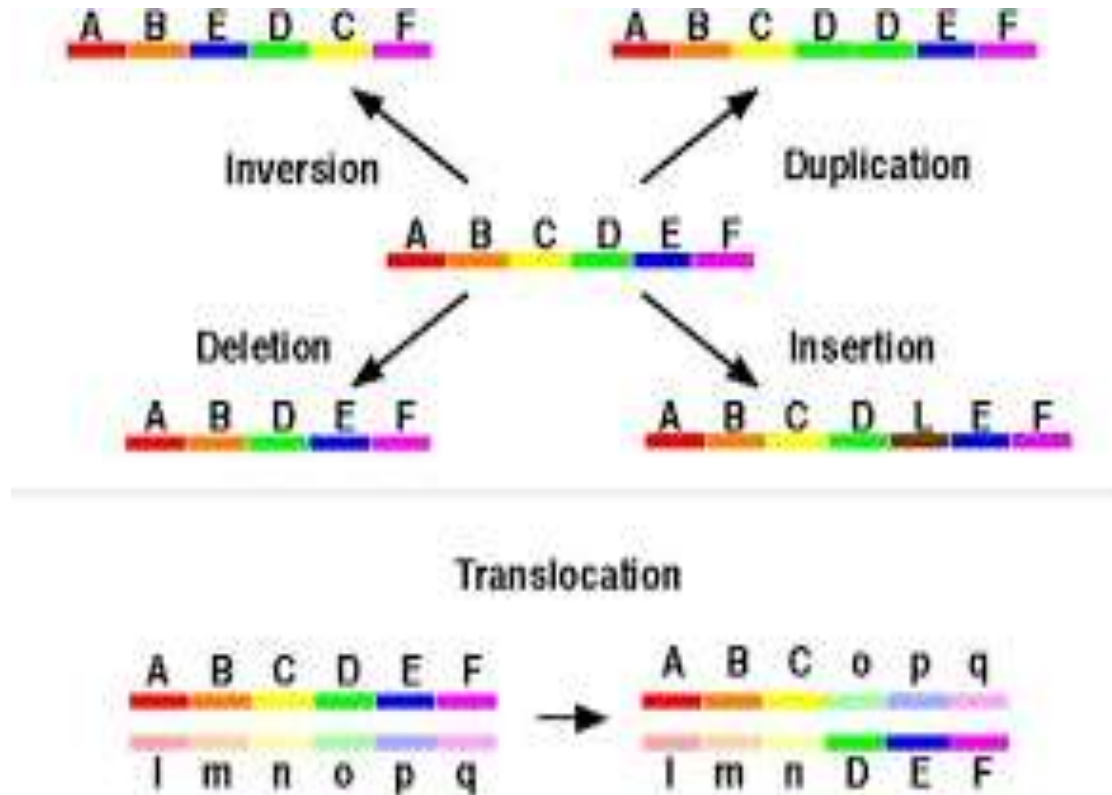 A B E D C F
A B C D D E F
Inversion
Duplication
A B C D E F
Deletion
Insertion
A B D E F
A B C D L E F
Translocation
A B C D E F
A B C o p q
l m n o p q
l m n D E F